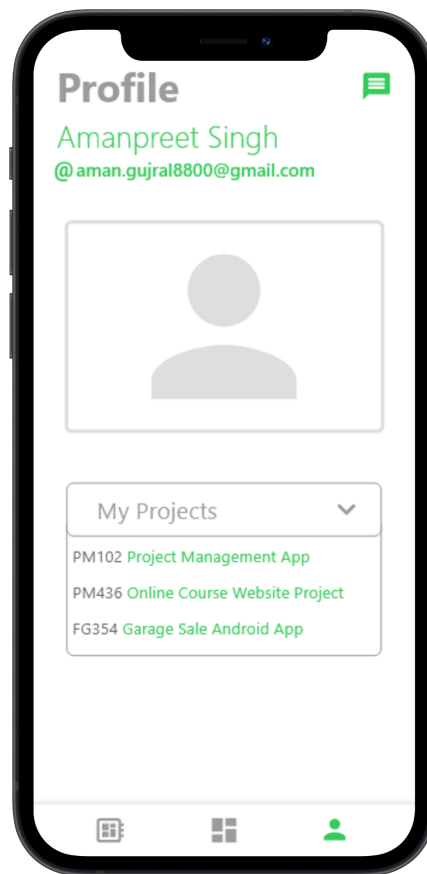 Profile
Amanpreet Singh
@aman.gujral8800@gmail.com
My Projects
PM102 Project Management App
PM436 Online Course Website Project
FG354 Garage Sale Android App